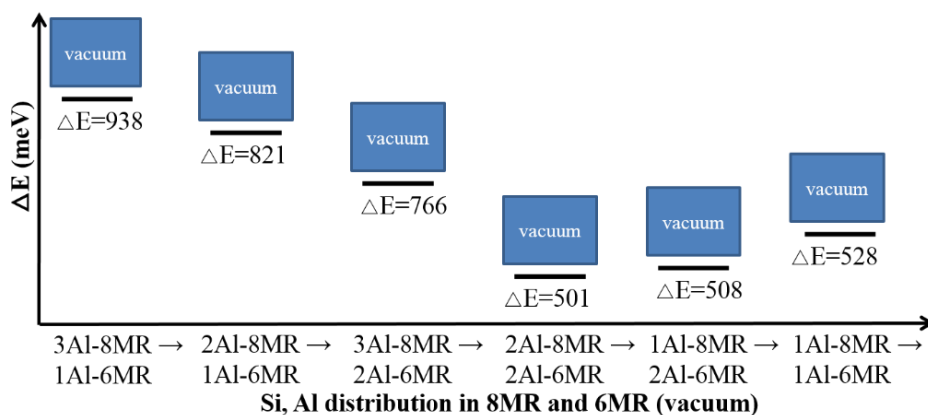 vacuum
△E=938
vacuum
△E=821
vacuum
△E=766
vacuum
△E=501
vacuum
△E=508
vacuum
△E=528
ΔE (meV)
3Al-8MR → 2Al-8MR → 3Al-8MR → 2Al-8MR → 1Al-8MR → 1Al-8MR →
1Al-6MR 1Al-6MR 2Al-6MR 2Al-6MR 2Al-6MR 1Al-6MR
Si, Al distribution in 8MR and 6MR (vacuum)